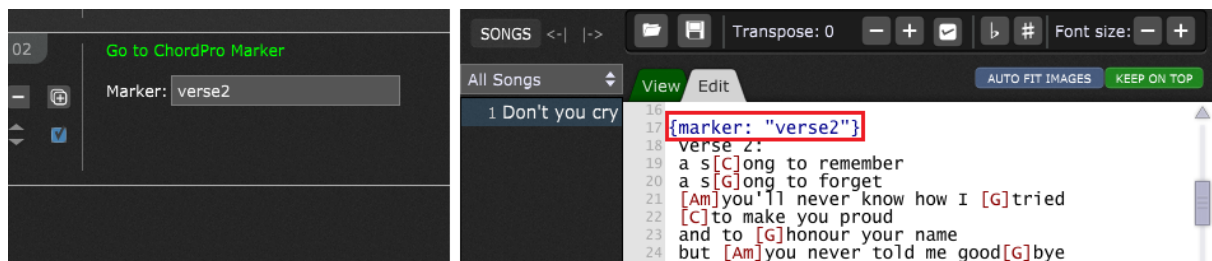 02
Go to ChordPro Marker
Marker: verse2
SONGS <-| |->
Transpose: 0 − + ♭ # Font size: − +
All Songs
View Edit AUTO FIT IMAGES KEEP ON TOP
1 Don't you cry
16
17 {marker: "verse2"}
18 verse 2:
19 a s[C]ong to remember
20 a s[G]ong to forget
21 [Am]you'll never know how I [G]tried
22 [C]to make you proud
23 and to [G]honour your name
24 but [Am]you never told me good[G]bye